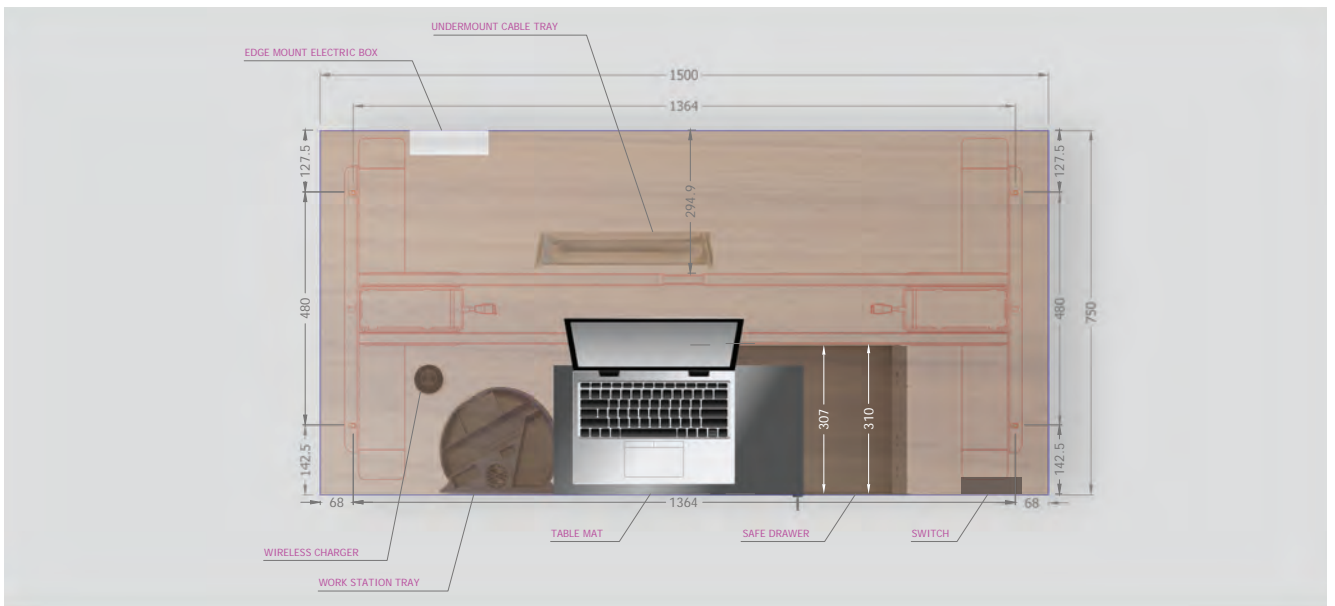 UNDERMOUNT CABLE TRAY
EDGE MOUNT ELECTRIC BOX
1500
1364
127.5
127.5
294.9
480
480
750
307
310
142.5
142.5
68
1364
68
TABLE MAT
SAFE DRAWER
SWITCH
WIRELESS CHARGER
WORK STATION TRAY